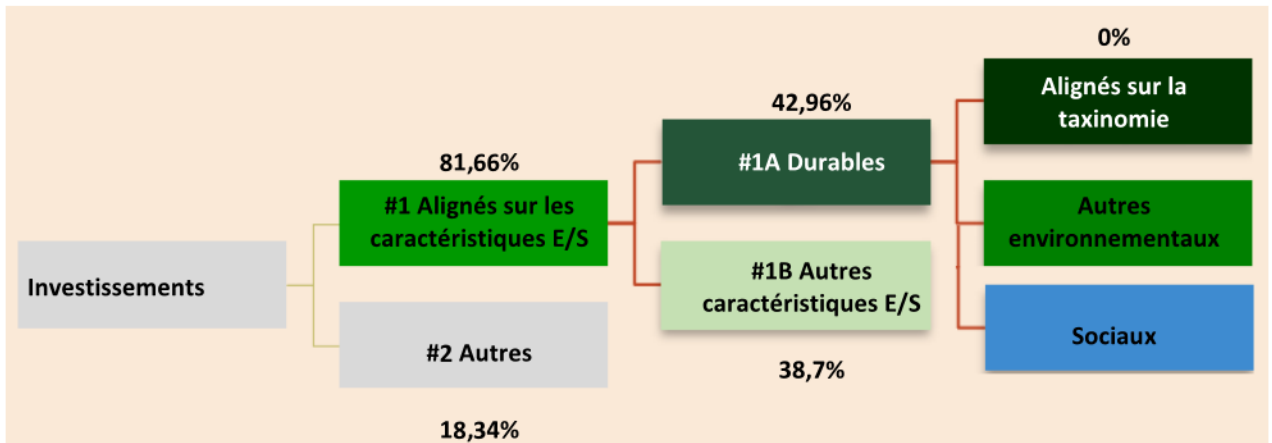 Investissements
81,66%
#1 Alignés sur les
caractéristiques E/S
#2 Autres
18,34%
42,96%
#1A Durables
#1B Autres
caractéristiques E/S
38,7%
0%
Alignés sur la
taxinomie
Autres
environnementaux
Sociaux